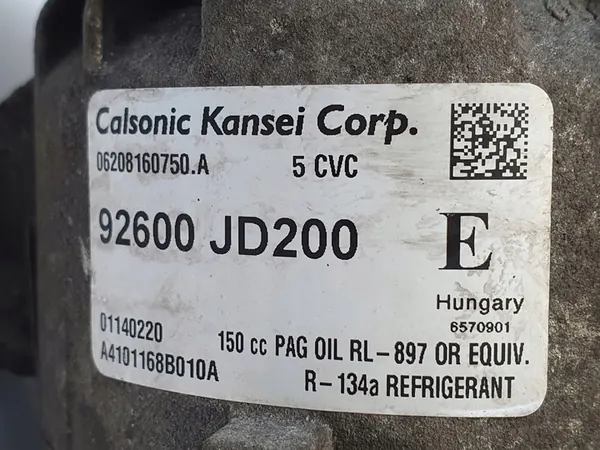 Calsonic Kansei Corp.
06208160750.A 5 CVC
92600 JD200 E
Hungary
6570901
01140220 150 cc PAG OIL RL-897 OR EQUIV.
A4101168B010A R-134a REFRIGERANT